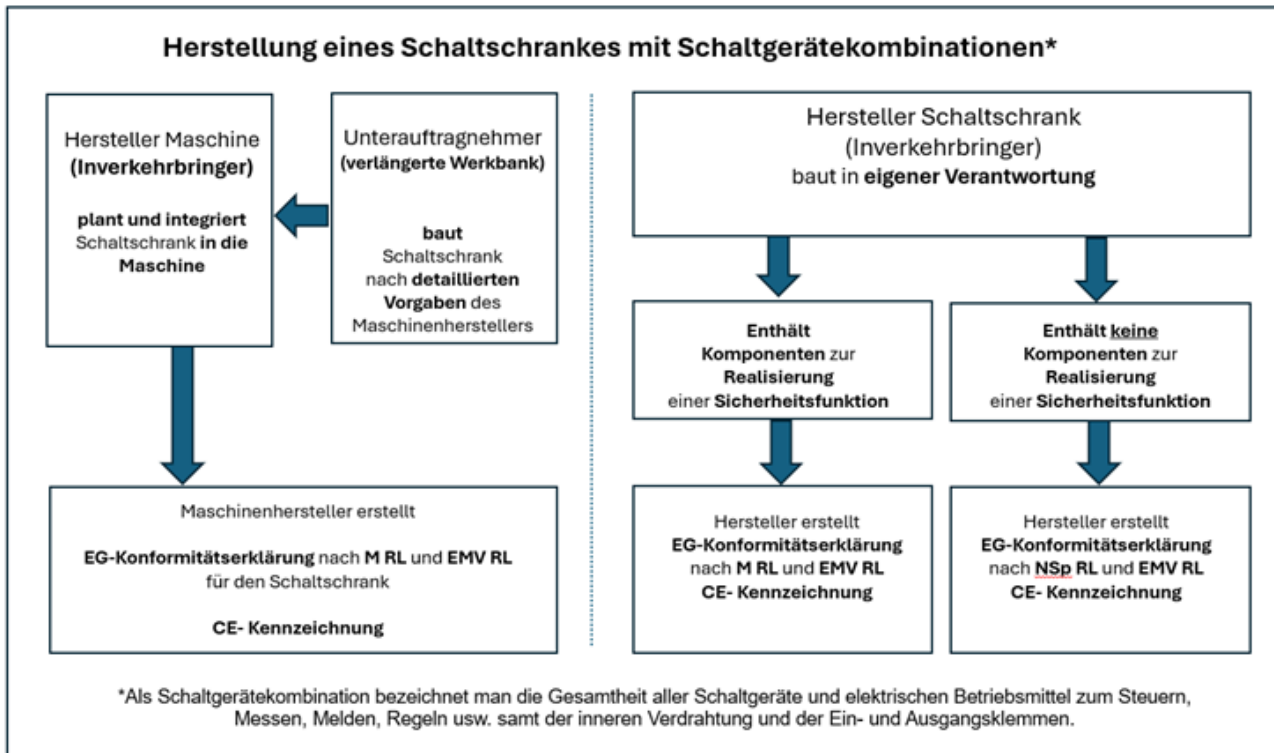 Herstellung eines Schaltschrankes mit Schaltgerätekombinationen*
Hersteller Maschine
(Inverkehrbringer)
plant und integriert
Schaltschrank in die
Maschine
Unterauftragnehmer
(verlängerte Werkbank)
baut
Schaltschrank
nach detaillierten
Vorgaben des
Maschinenherstellers
Maschinenhersteller erstellt
EG-Konformitätserklärung nach M RL und EMV RL
für den Schaltschrank
CE- Kennzeichnung
Hersteller Schaltschrank
(Inverkehrbringer)
baut in eigener Verantwortung
Enthält
Komponenten zur
Realisierung
einer Sicherheitsfunktion
Enthält keine
Komponenten zur
Realisierung
einer Sicherheitsfunktion
Hersteller erstellt
EG-Konformitätserklärung
nach M RL und EMV RL
CE- Kennzeichnung
Hersteller erstellt
EG-Konformitätserklärung
nach NSp RL und EMV RL
CE- Kennzeichnung
*Als Schaltgerätekombination bezeichnet man die Gesamtheit aller Schaltgeräte und elektrischen Betriebsmittel zum Steuern,
Messen, Melden, Regeln usw. samt der inneren Verdrahtung und der Ein- und Ausgangsklemmen.